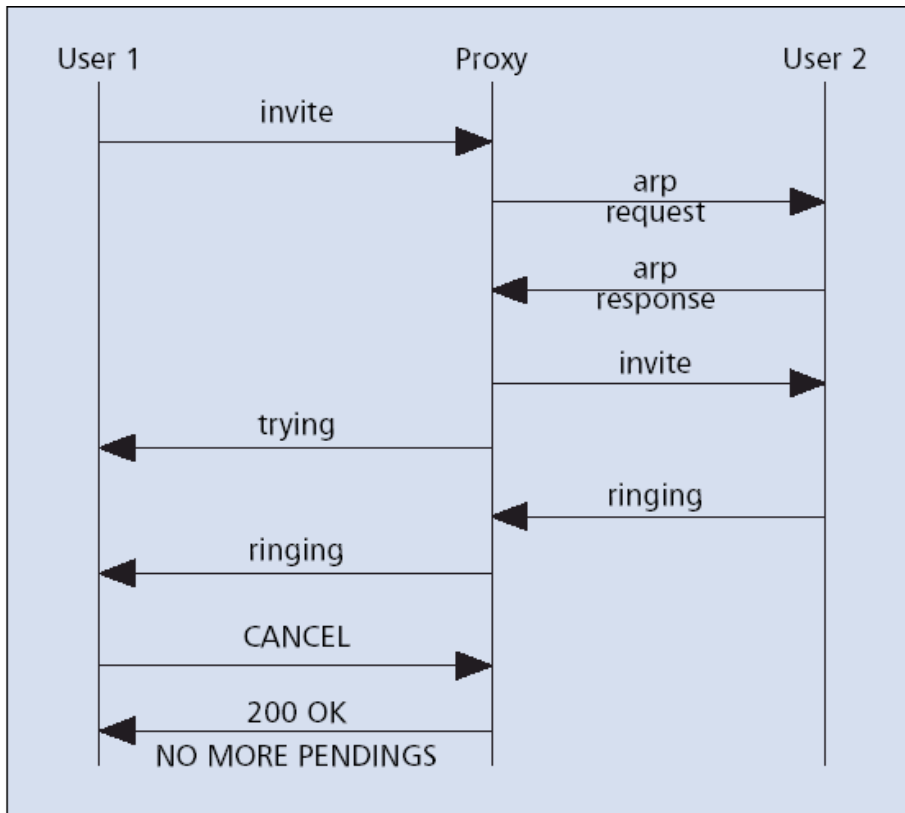 User 1 Proxy User 2
invite
arp
request
arp
response
invite
trying
ringing
ringing
CANCEL
200 OK
NO MORE PENDINGS